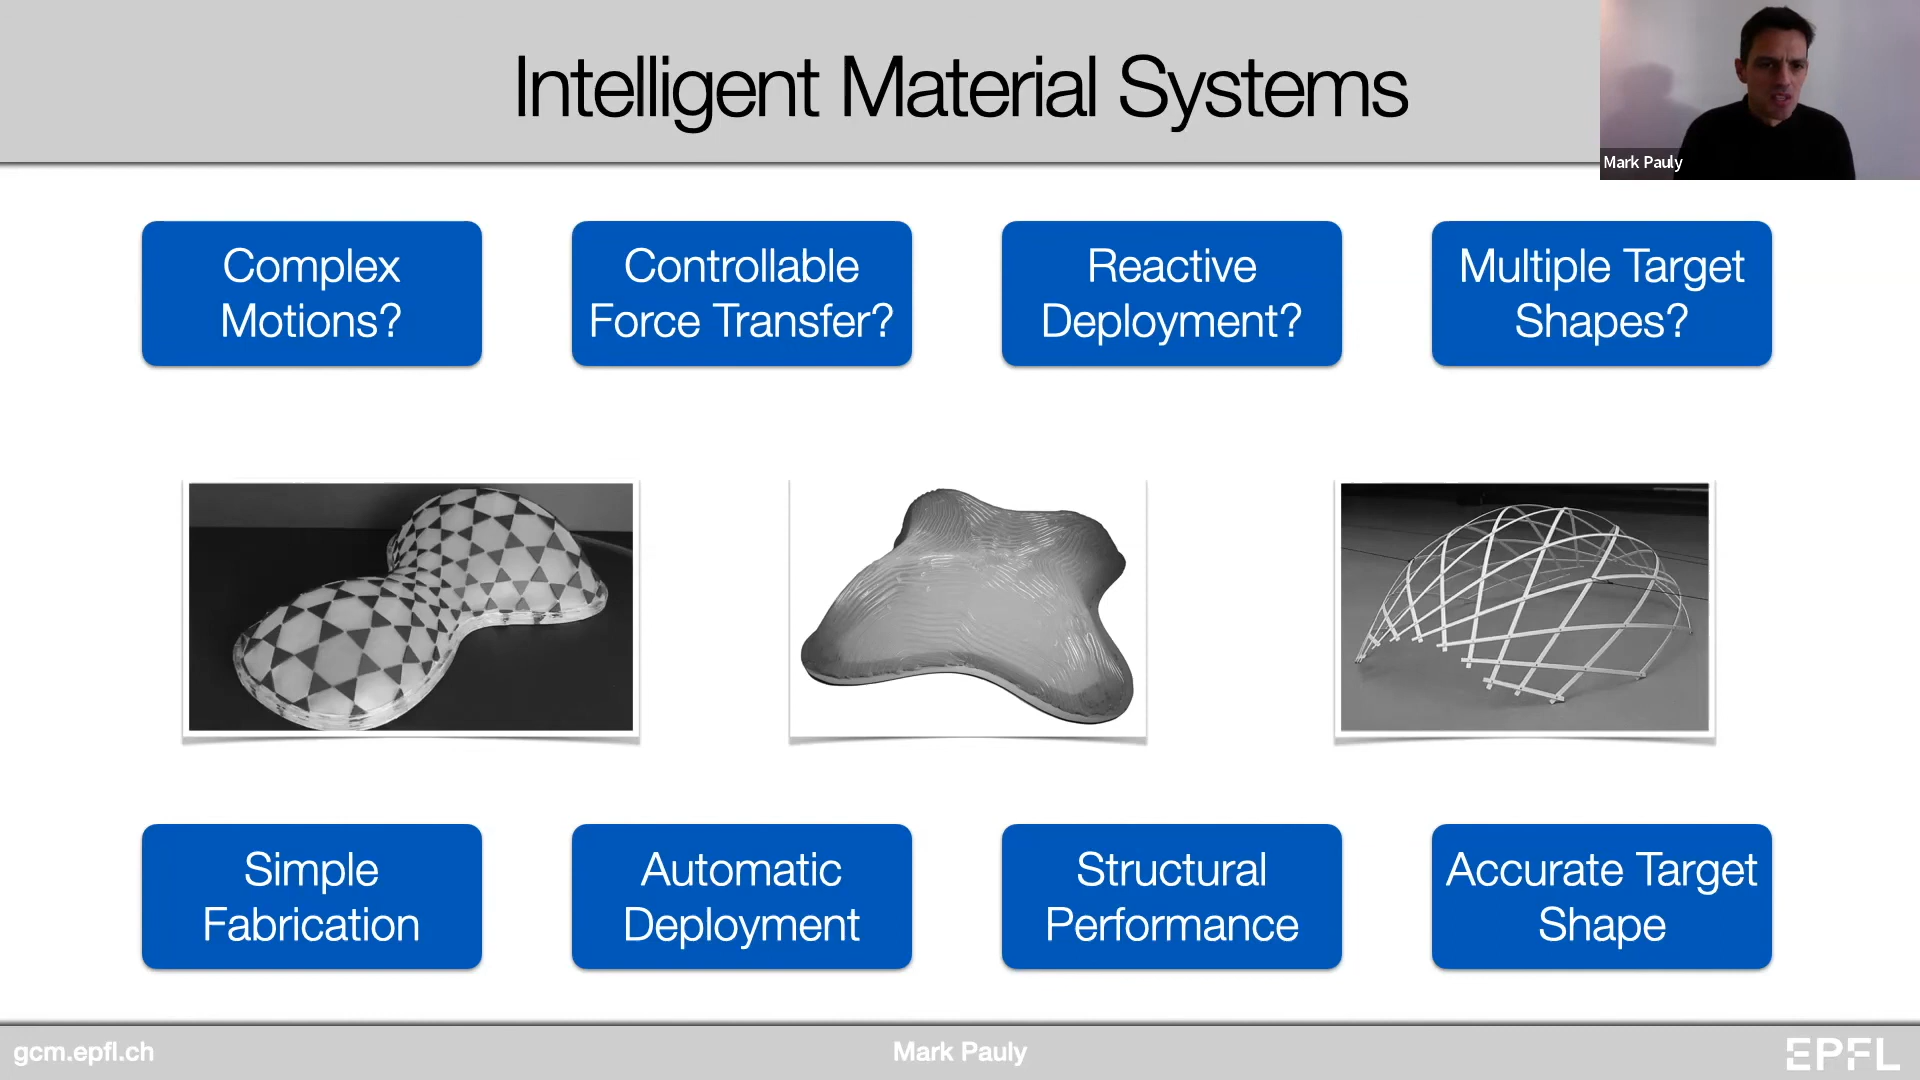 Intelligent Material Systems
Mark Pauly
Complex
Motions?
Controllable
Force Transfer?
Reactive
Deployment?
Multiple Target
Shapes?
Simple
Fabrication
Automatic
Deployment
Structural
Performance
Accurate Target
Shape
gcm.epfl.ch
Mark Pauly
EPFL